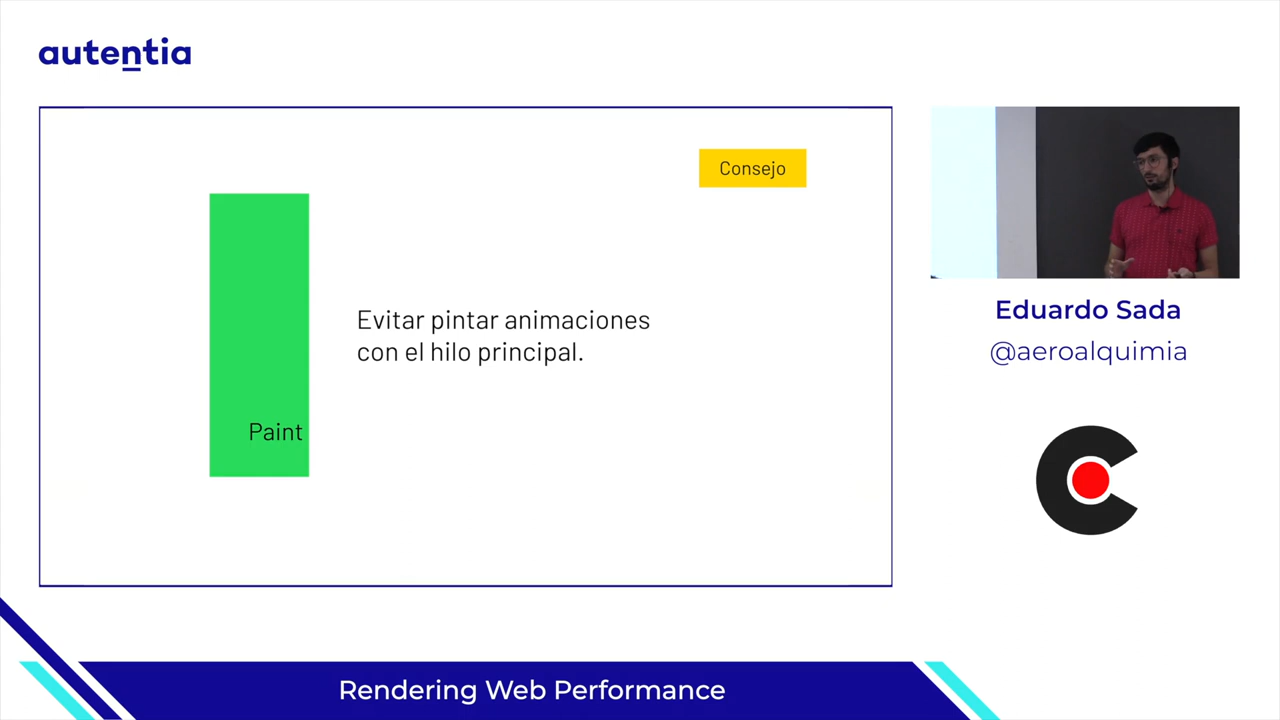 autentia
Consejo
Evitar pintar animaciones
con el hilo principal.
Paint
Eduardo Sada
@aeroalquimia
Rendering Web Performance